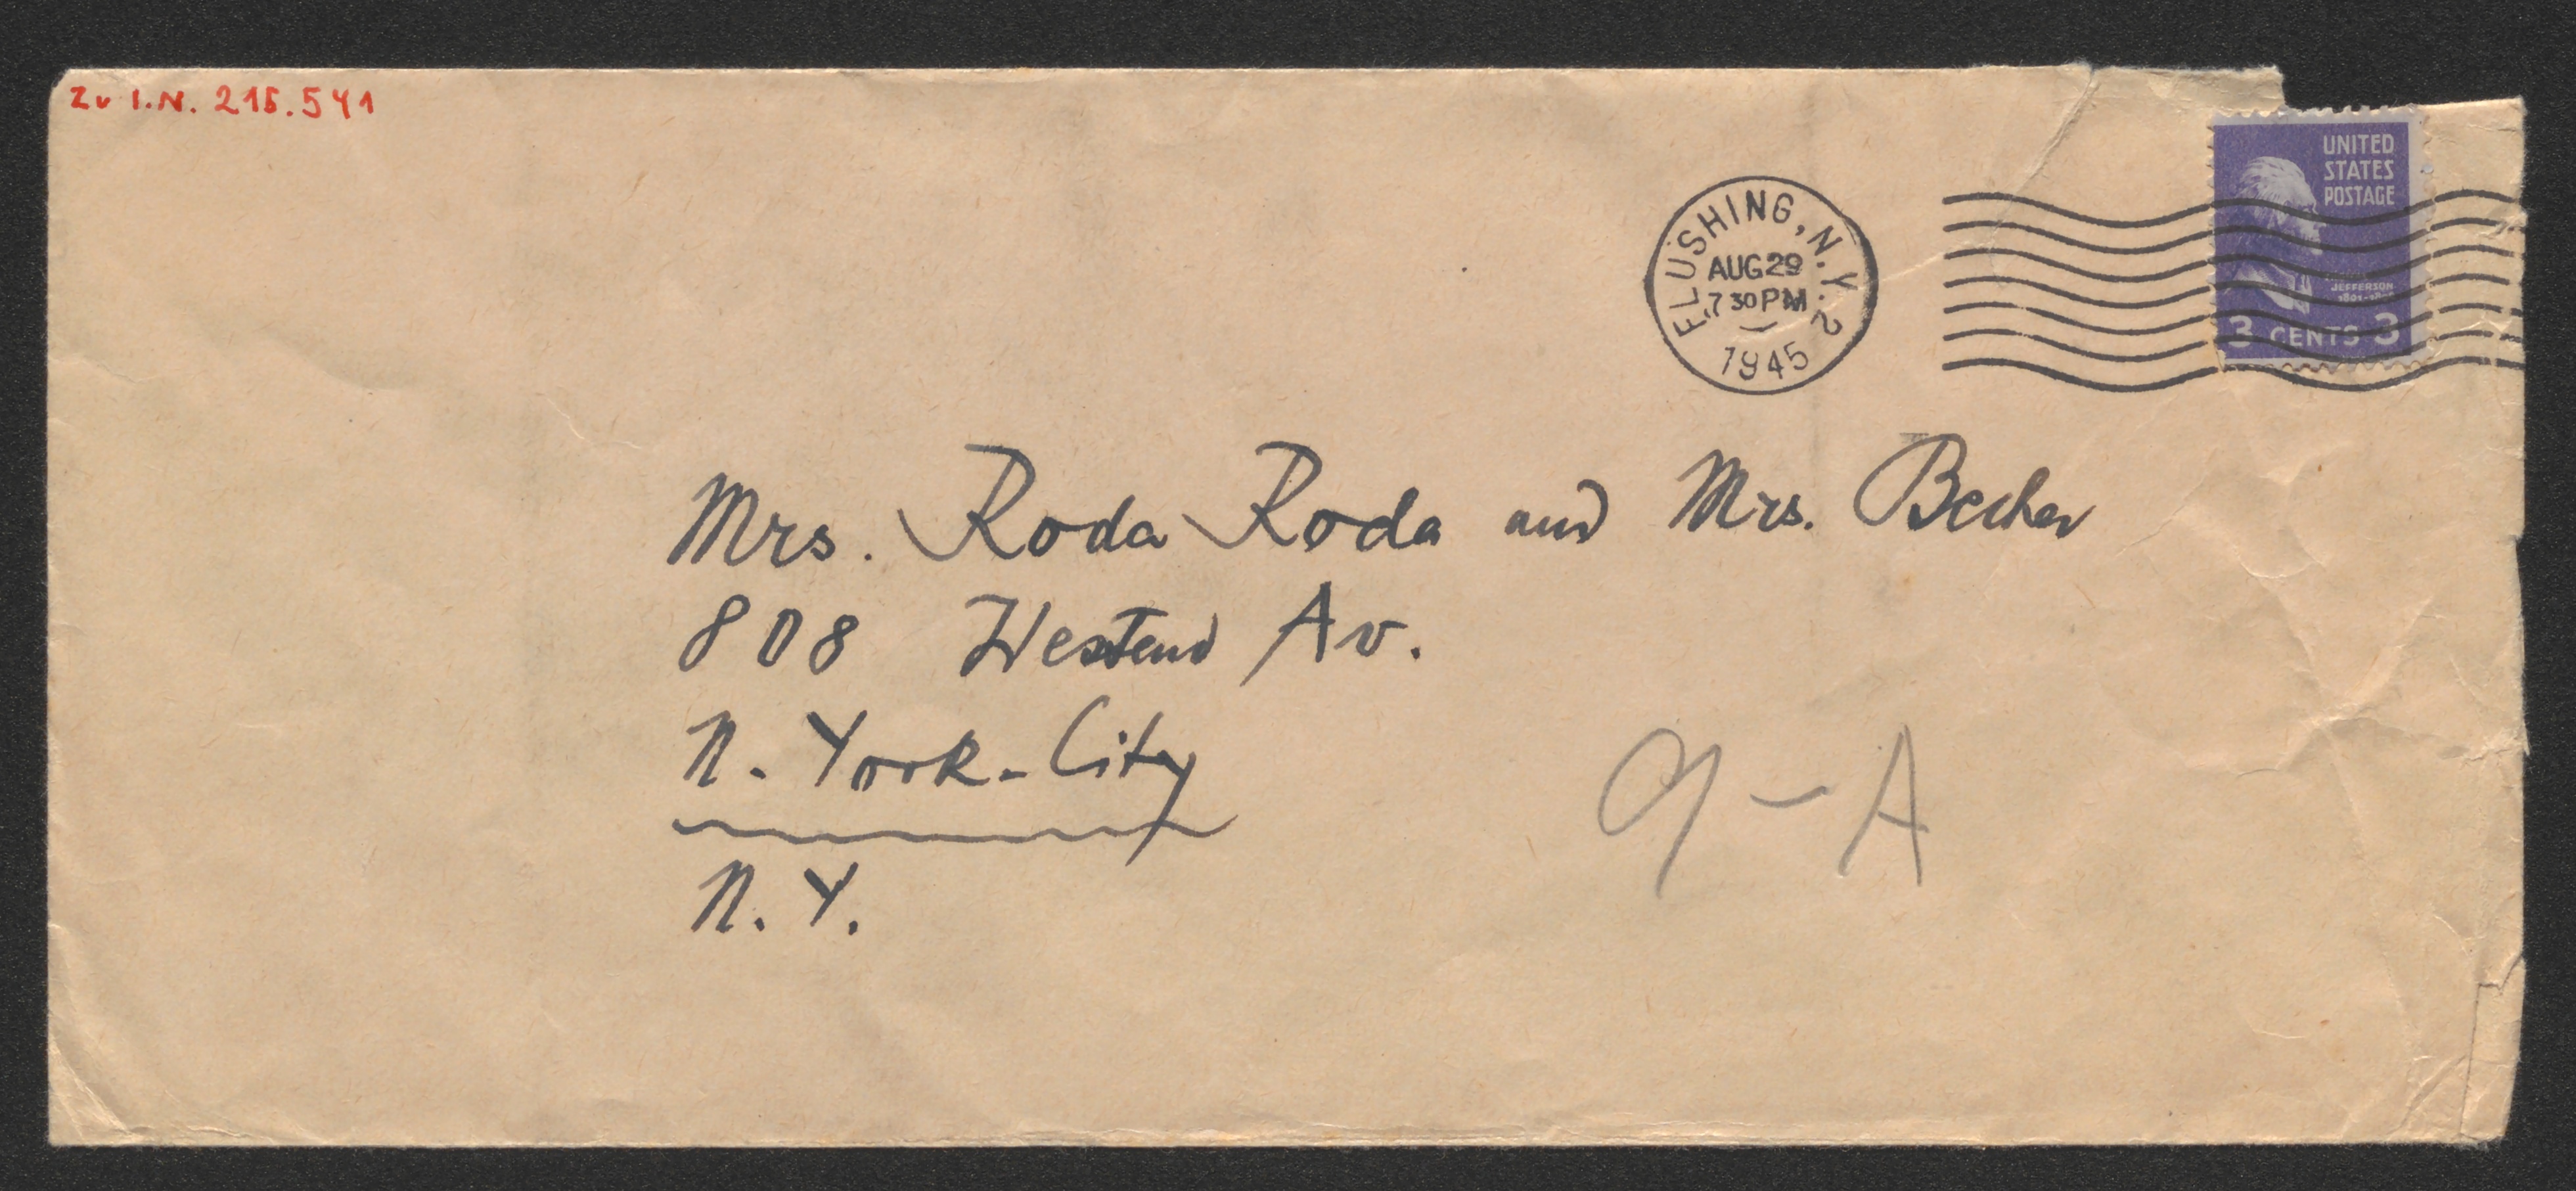 Zu I.N. 215.541
FLUSHING, N.Y. 2
AUG 29
7 30 PM
1945
UNITED
STATES
POSTAGE
JEFFERSON
3 CENTS 3
Mrs. Roda Roda and Mrs. Becher
808 Westend Av.
N. York-City
N. Y.
9-A